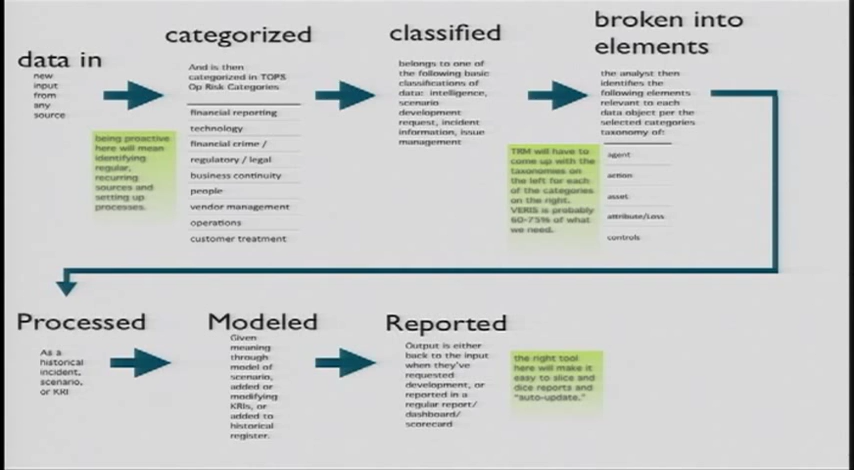 data in
new
input
from
any
source
being proactive
here will mean
identifying
regular,
recurring
sources and
setting up
processes.
categorized
And is then
categorized in TOPS
Op Risk Categories
financial reporting
technology
financial crime /
regulatory / legal
business continuity
people
vendor management
operations
customer treatment
classified
belongs to one of
the following basic
classifications of
data: intelligence,
scenario
development
request, incident
information, issue
management
broken into
elements
the analyst then
identifies the
following elements
relevant to each
data object per the
selected categories
taxonomy of:
agent
action
asset
attribute/Loss
controls
TRM will have to
come up with the
taxonomies on
the left for each
of the categories
on the right.
VERIS is probably
60-75% of what
we need.
Processed
As a
historical
incident,
scenario,
or KRI
Modeled
Given
meaning
through
model of
scenario,
added or
modifying
KRIs, or
added to
historical
register.
Reported
Output is either
back to the input
when they've
requested
development, or
reported in a
regular report/
dashboard/
scorecard
the right tool
here will make it
easy to slice and
dice reports and
"auto-update."